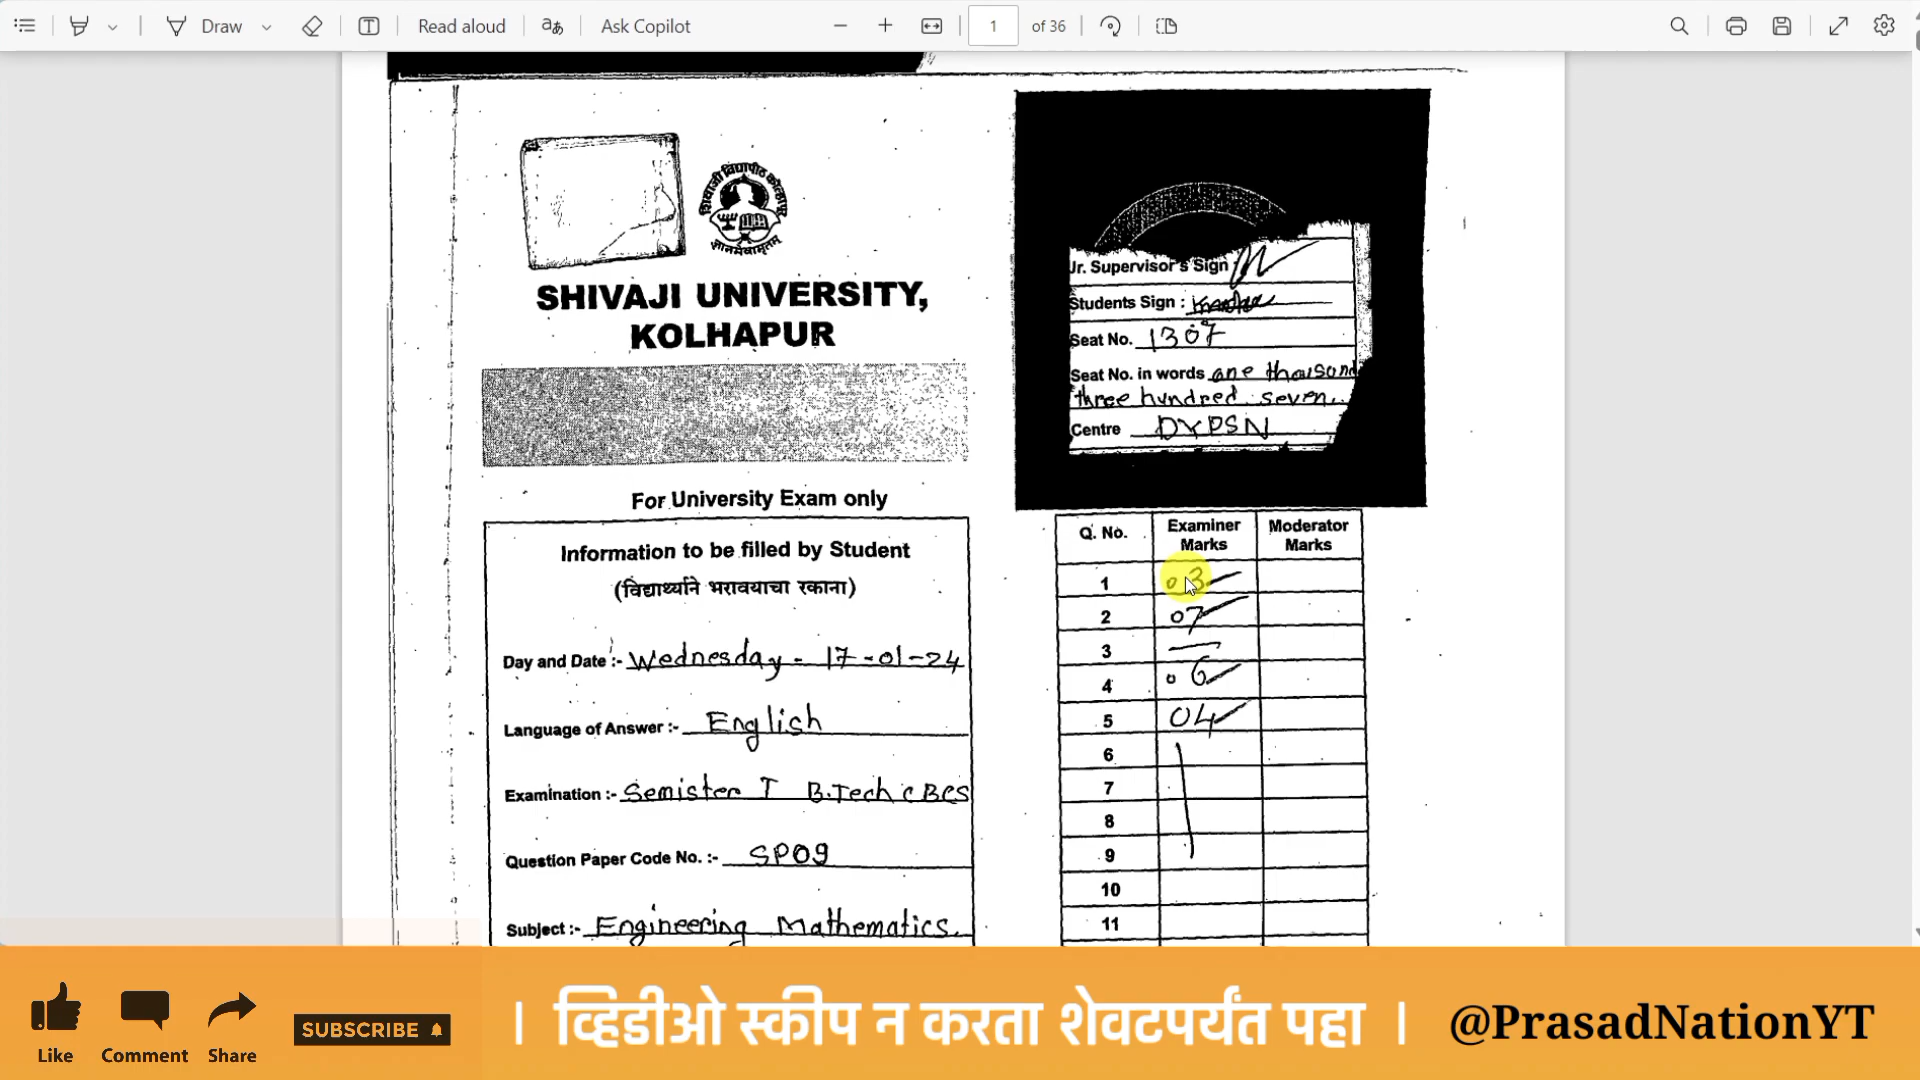 Draw
Read aloud
aあ
Ask Copilot
1 of 36
शिवाजी विद्यापीठ कोल्हापूर
ज्ञानमेवामृतम्
SHIVAJI UNIVERSITY,
KOLHAPUR
Jr. Supervisor's Sign
Students Sign :
Seat No. 1307
Seat No. in words one thousand
three hundred seven.
Centre DYPSN
For University Exam only
Information to be filled by Student
(विद्यार्थ्याने भरावयाचा रकाना)
Day and Date :- Wednesday - 17-01-24
Language of Answer :- English
Examination :- Semister I B.Tech CBCS
Question Paper Code No. :- SP09
Subject :- Engineering Mathematics.
Q. No. Examiner Marks Moderator Marks
1 03
2 07
3 —
4 06
5 04
6
7
8
9
10
11
Like
Comment
Share
SUBSCRIBE
। व्हिडीओ स्कीप न करता शेवटपर्यंत पहा ।
@PrasadNationYT